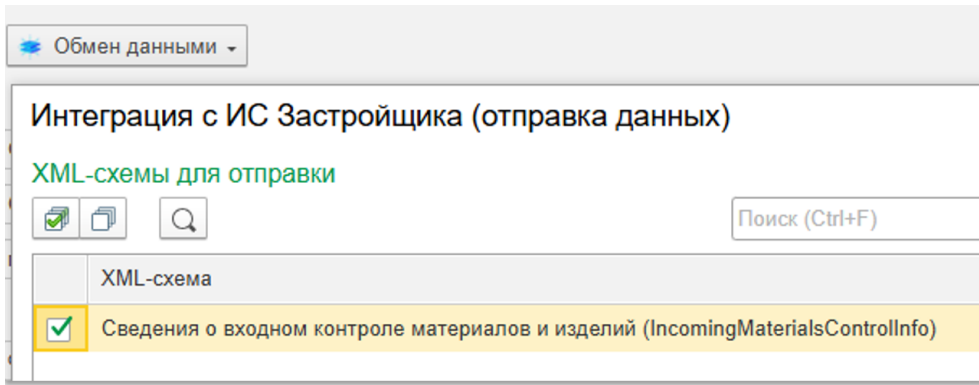 Обмен данными
Интеграция с ИС Застройщика (отправка данных)
XML-схемы для отправки
Поиск (Ctrl+F)
XML-схема
Сведения о входном контроле материалов и изделий (IncomingMaterialsControlInfo)